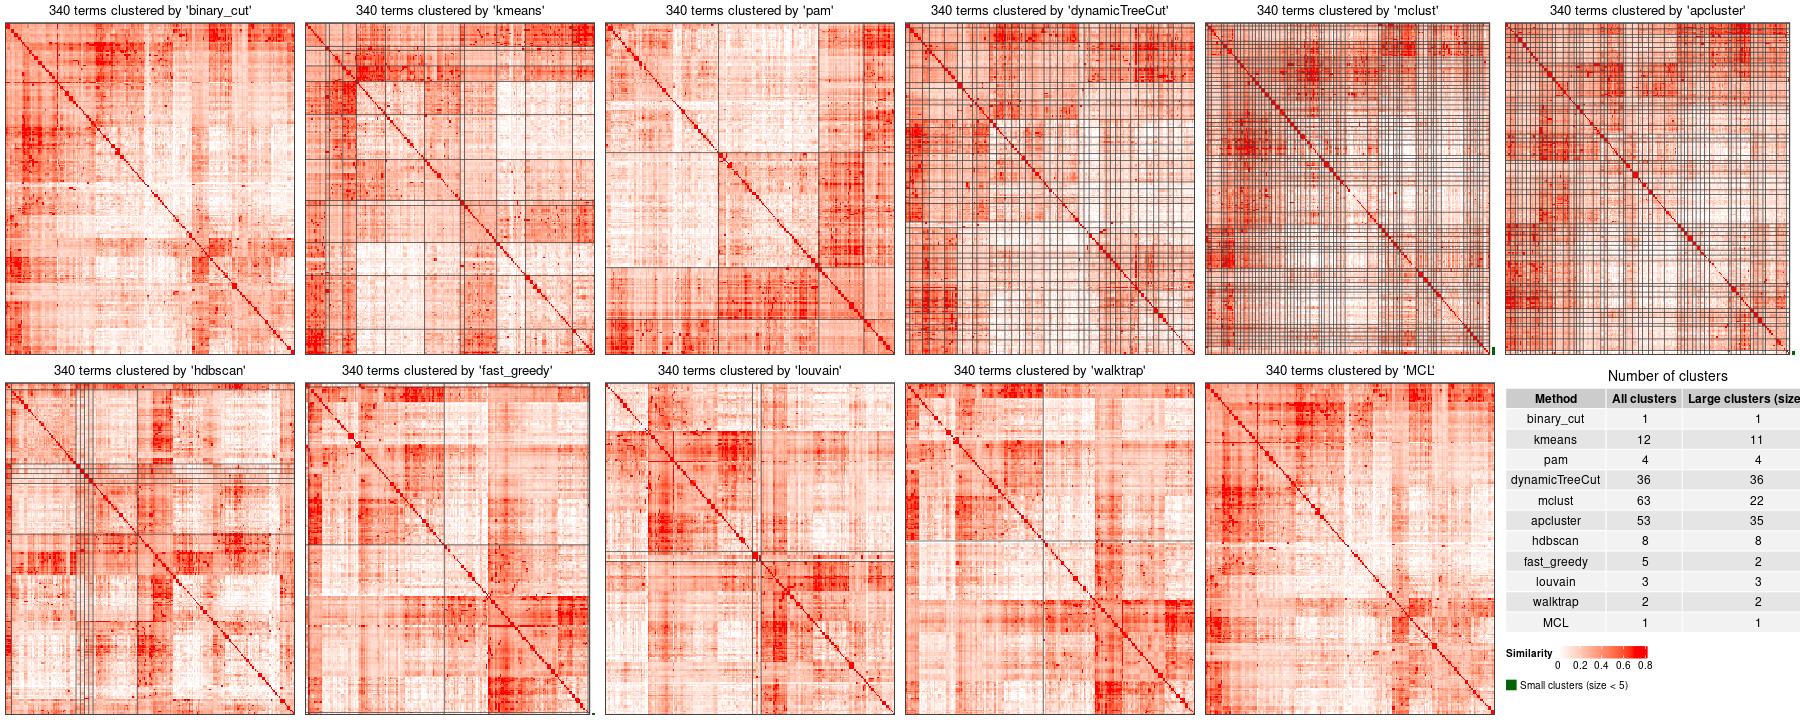 340 terms clustered by 'binary_cut'
340 terms clustered by 'kmeans'
340 terms clustered by 'pam'
340 terms clustered by 'dynamicTreeCut'
340 terms clustered by 'mclust'
340 terms clustered by 'apcluster'
340 terms clustered by 'hdbscan'
340 terms clustered by 'fast_greedy'
340 terms clustered by 'louvain'
340 terms clustered by 'walktrap'
340 terms clustered by 'MCL'
Number of clusters
Method All clusters Large clusters (size
binary_cut 1 1
kmeans 12 11
pam 4 4
dynamicTreeCut 36 36
mclust 63 22
apcluster 53 35
hdbscan 8 8
fast_greedy 5 2
louvain 3 3
walktrap 2 2
MCL 1 1
Similarity
0 0.2 0.4 0.6 0.8
Small clusters (size < 5)